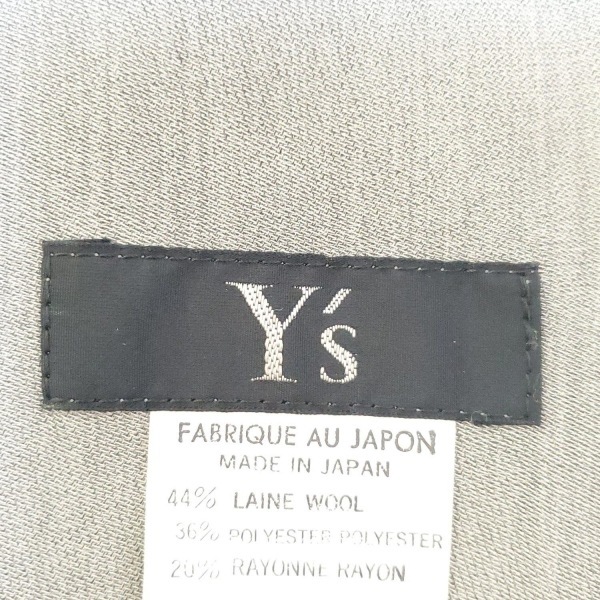 Y's
FABRIQUE AU JAPON
MADE IN JAPAN
44% LAINE WOOL
36% POLYESTER POLYESTER
20% RAYONNE RAYON